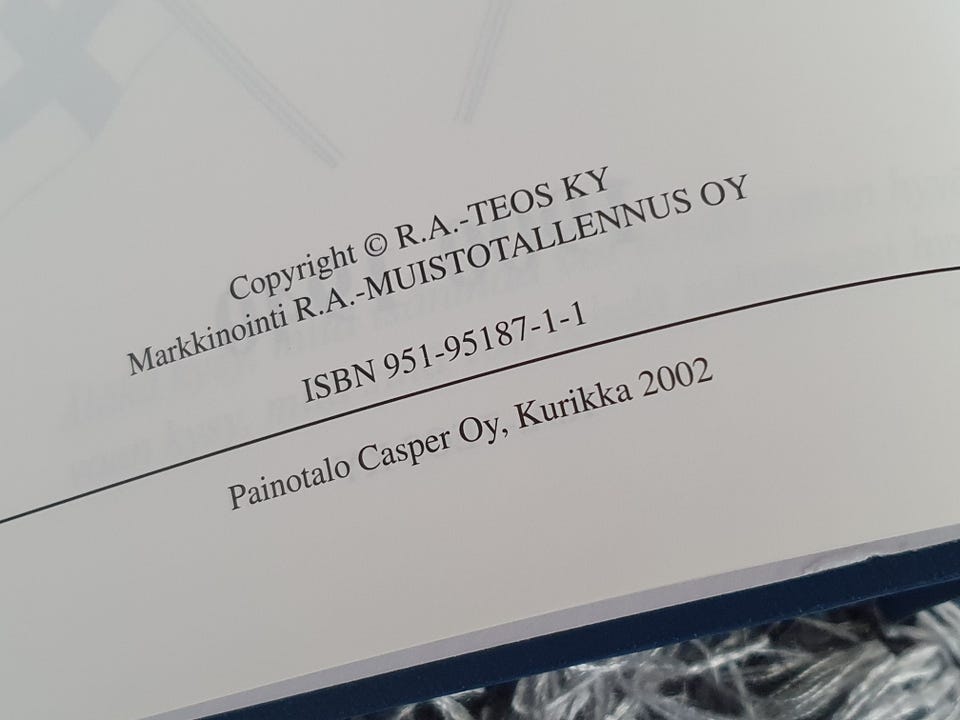 Copyright © R.A.-TEOS KY
Markkinointi R.A.-MUISTOTALLENNUS OY
ISBN 951-95187-1-1
Painotalo Casper Oy, Kurikka 2002